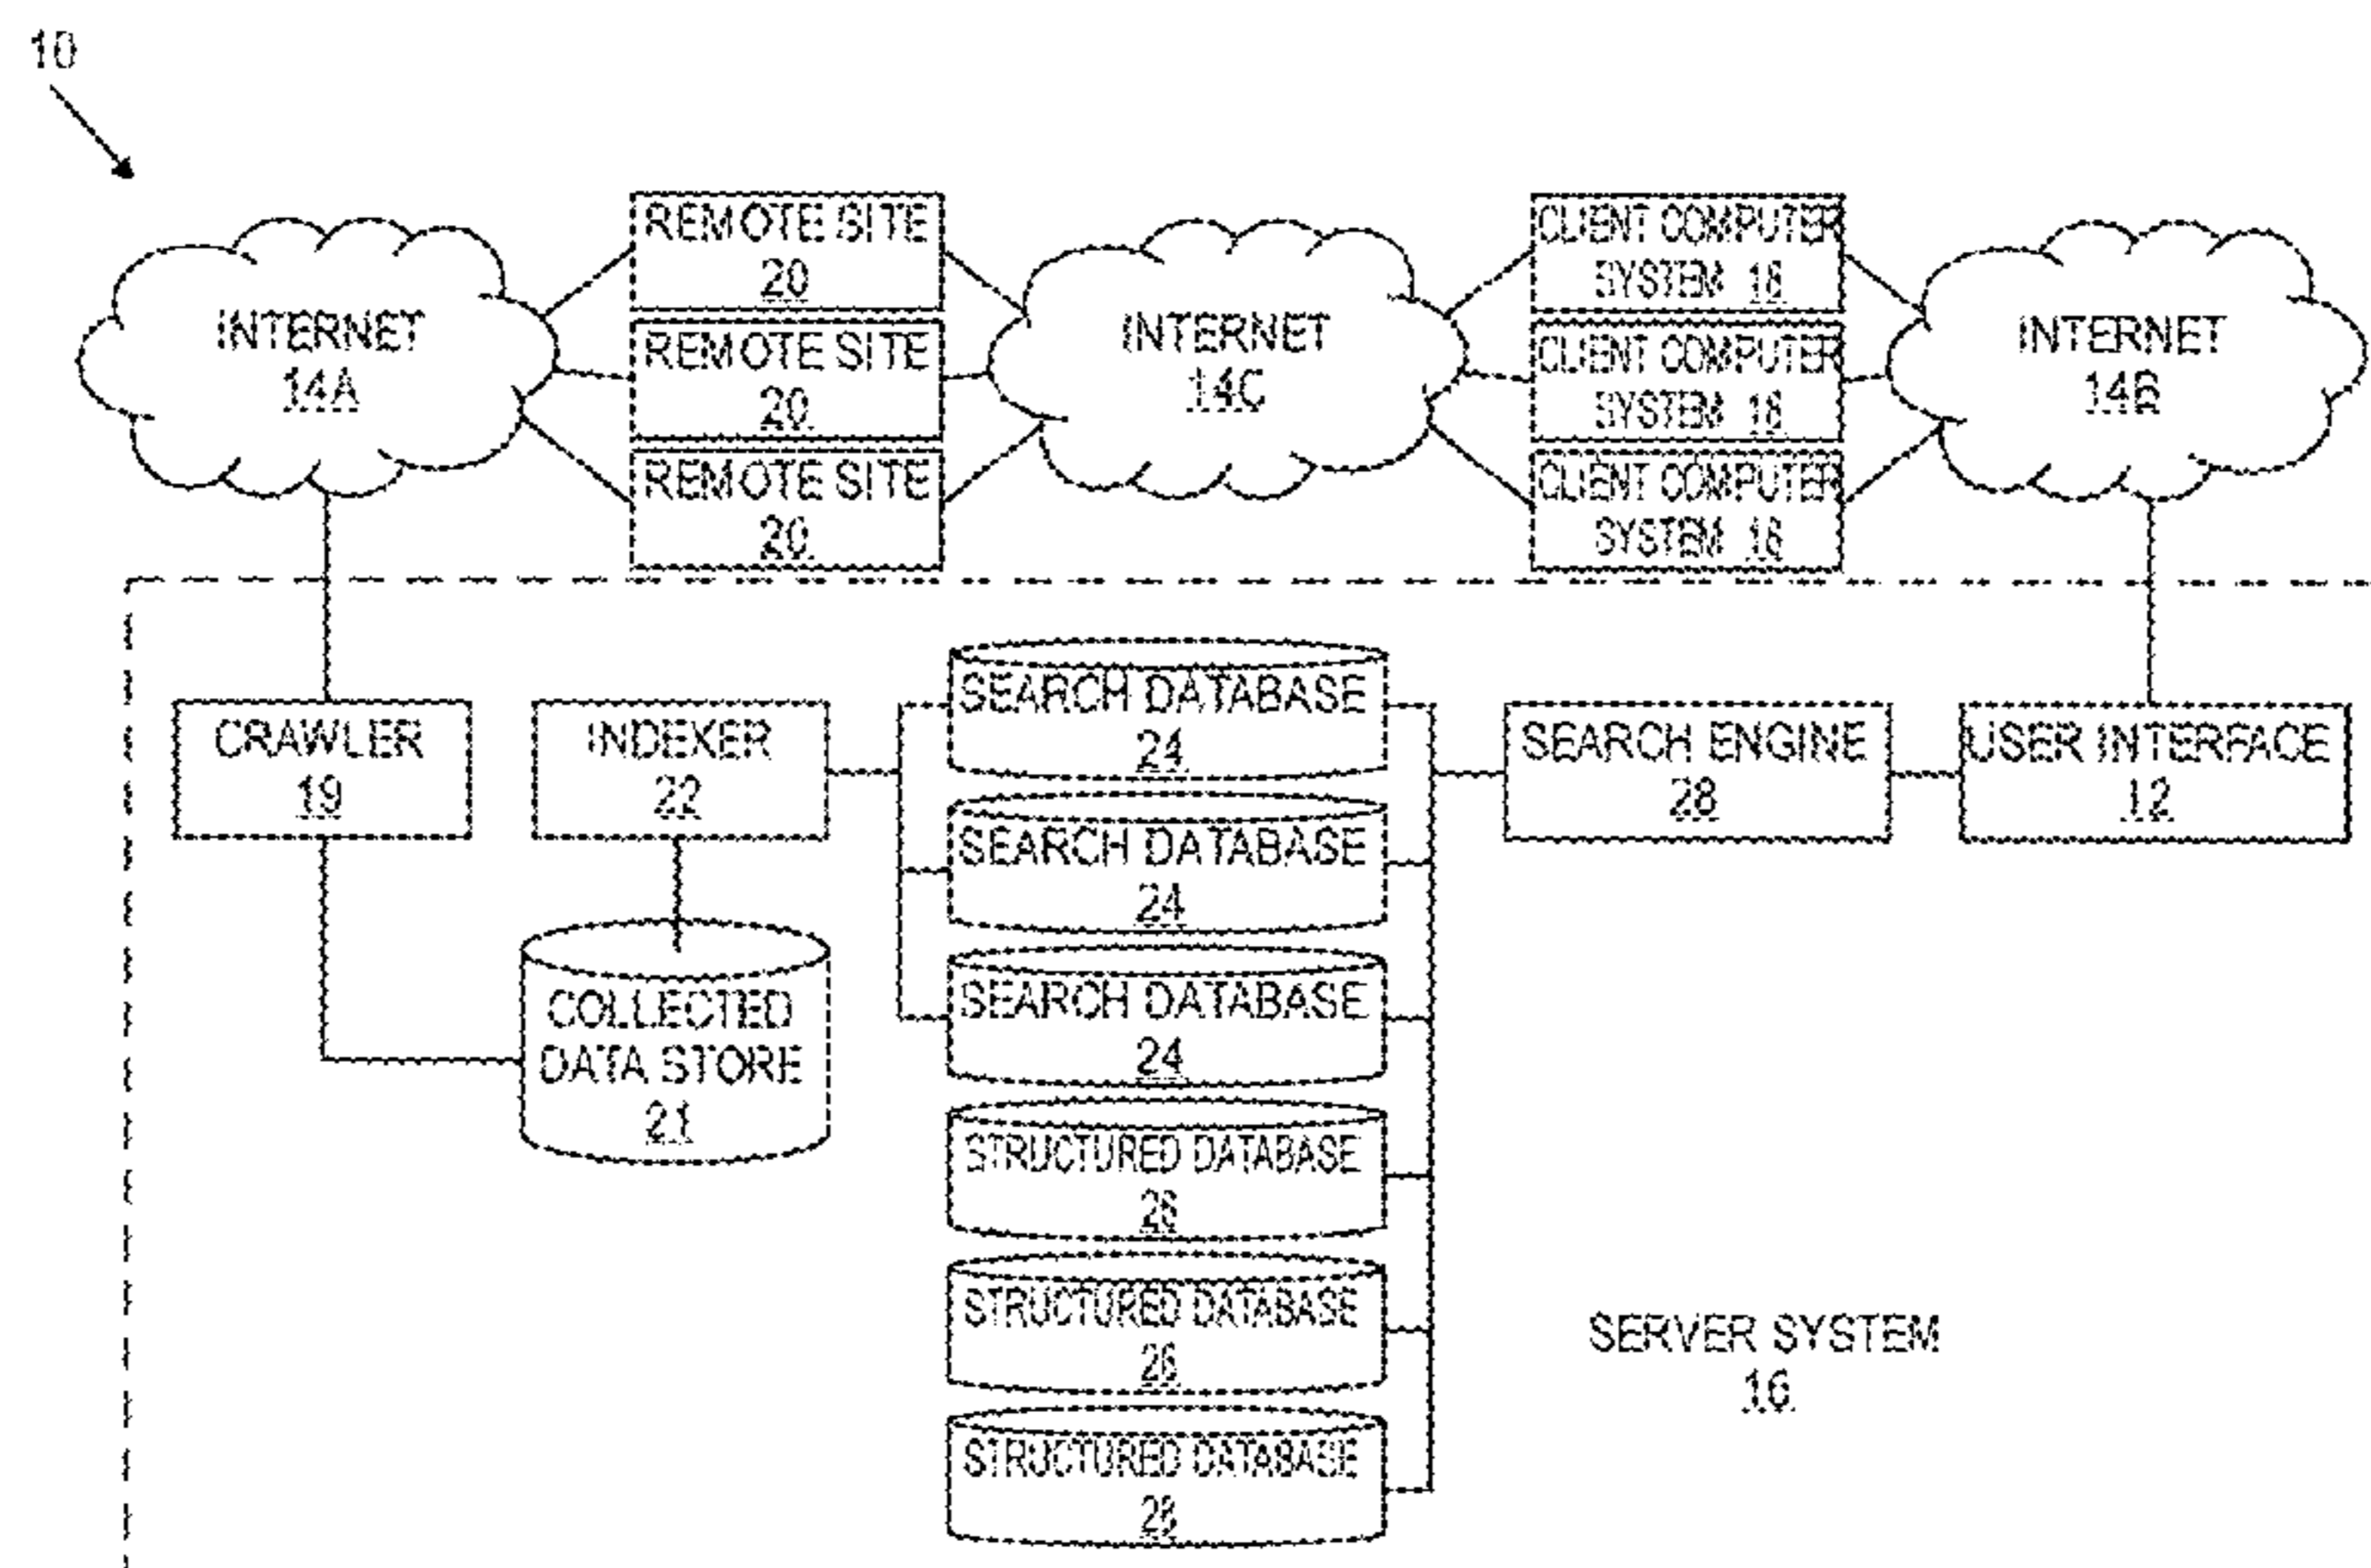 10
REMOTE SITE
20
REMOTE SITE
20
REMOTE SITE
20
CLIENT COMPUTER
SYSTEM 18
CLIENT COMPUTER
SYSTEM 18
CLIENT COMPUTER
SYSTEM 18
INTERNET
14A
INTERNET
14C
INTERNET
14B
CRAWLER
19
INDEXER
22
COLLECTED
DATA STORE
21
SEARCH DATABASE
24
SEARCH DATABASE
24
SEARCH DATABASE
24
STRUCTURED DATABASE
26
STRUCTURED DATABASE
26
STRUCTURED DATABASE
26
SEARCH ENGINE
28
USER INTERFACE
12
SERVER SYSTEM
16